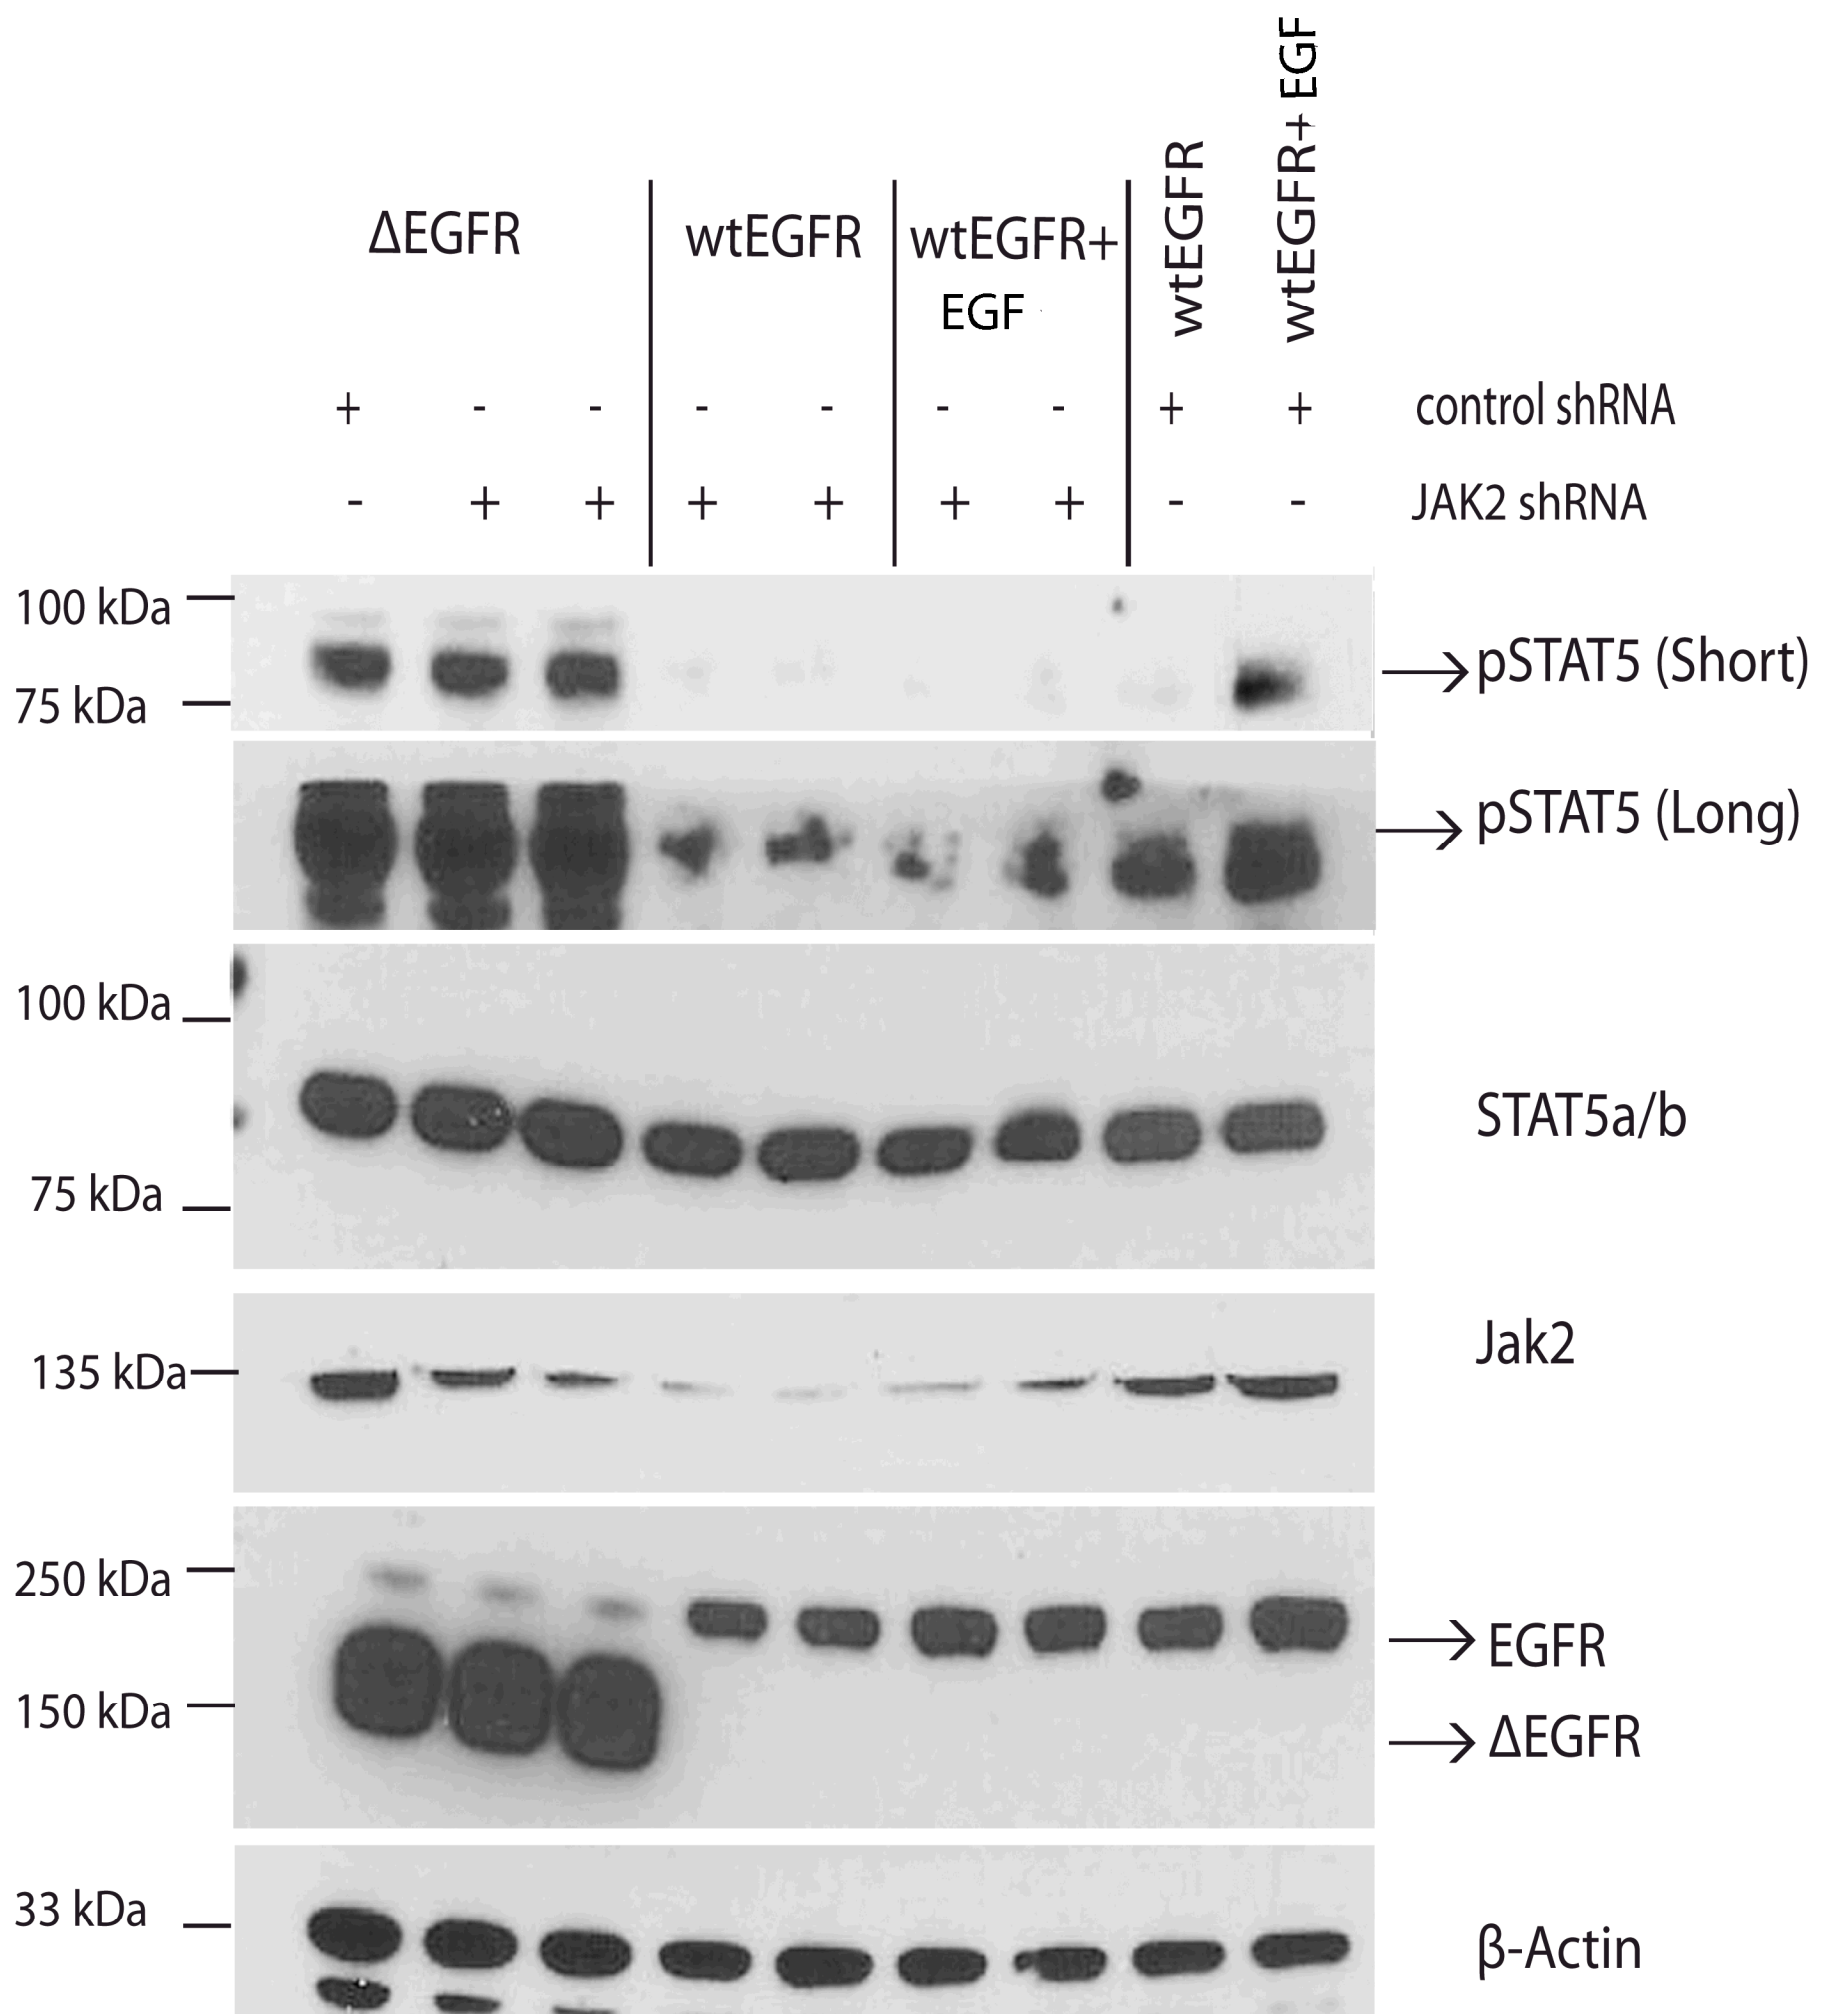 wtEGFR
wtEGFR+ EGF
ΔEGFR
wtEGFR
wtEGFR+
EGF
+ - - - - - - + + control shRNA
- + + + + + + - - JAK2 shRNA
100 kDa
75 kDa
pSTAT5 (Short)
pSTAT5 (Long)
100 kDa
75 kDa
STAT5a/b
135 kDa
Jak2
250 kDa
150 kDa
EGFR
ΔEGFR
33 kDa
β-Actin